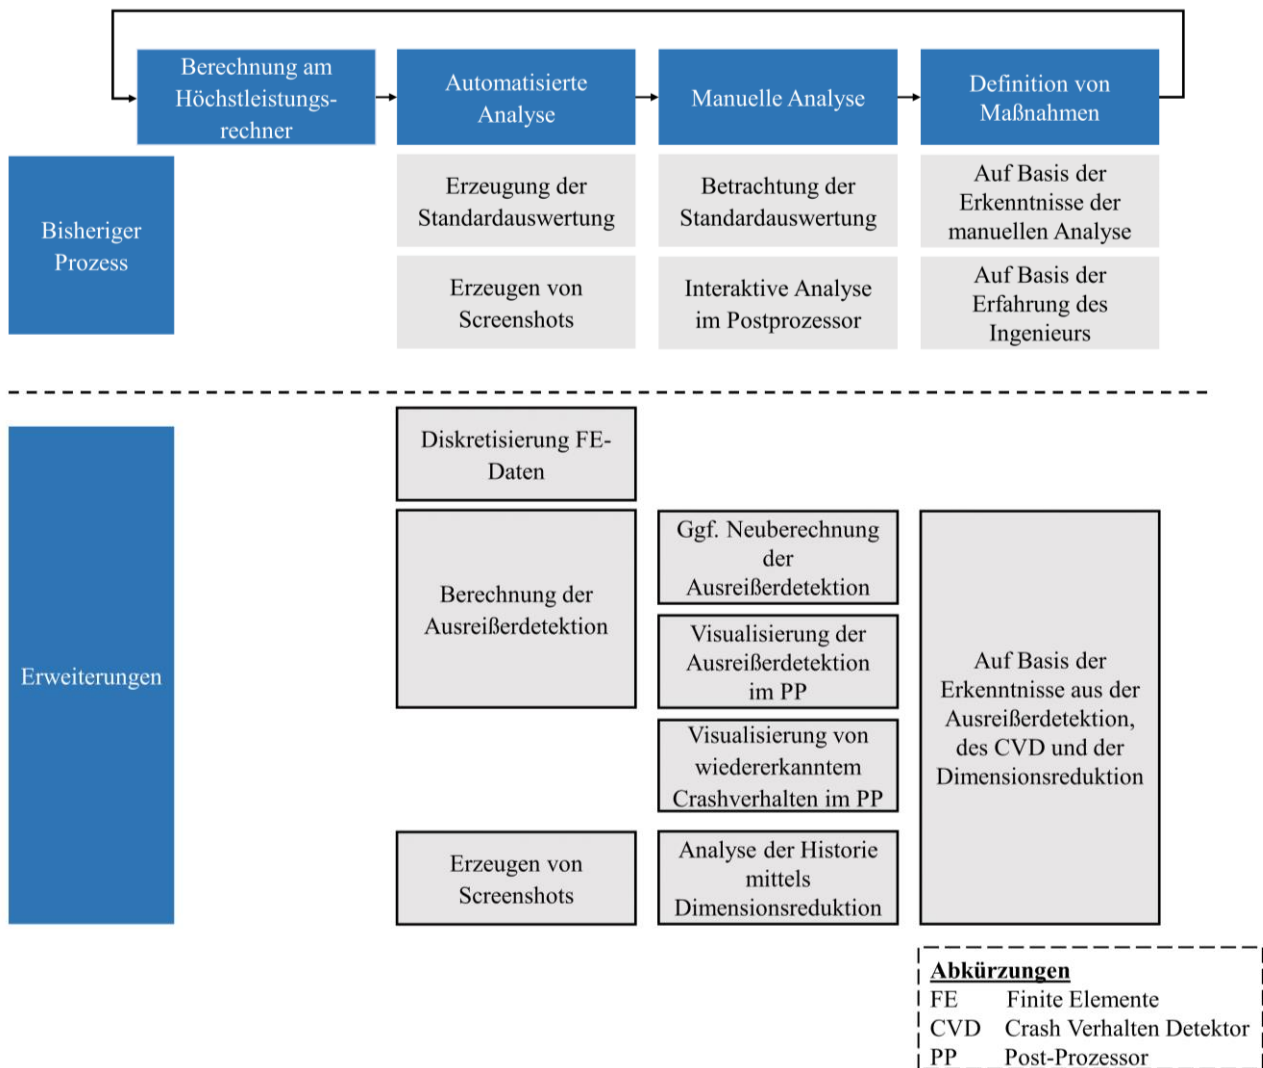 Berechnung am
Höchstleistungs-
rechner
Automatisierte
Analyse
Manuelle Analyse
Definition von
Maßnahmen
Bisheriger
Prozess
Erzeugung der
Standardauswertung
Betrachtung der
Standardauswertung
Auf Basis der
Erkenntnisse der
manuellen Analyse
Erzeugen von
Screenshots
Interaktive Analyse
im Postprozessor
Auf Basis der
Erfahrung des
Ingenieurs
Erweiterungen
Diskretisierung FE-
Daten
Berechnung der
Ausreißerdetektion
Ggf. Neuberechnung
der
Ausreißerdetektion
Visualisierung der
Ausreißerdetektion
im PP
Visualisierung von
wiedererkanntem
Crashverhalten im PP
Erzeugen von
Screenshots
Analyse der Historie
mittels
Dimensionsreduktion
Auf Basis der
Erkenntnisse aus der
Ausreißerdetektion,
des CVD und der
Dimensionsreduktion
Abkürzungen
FE Finite Elemente
CVD Crash Verhalten Detektor
PP Post-Prozessor